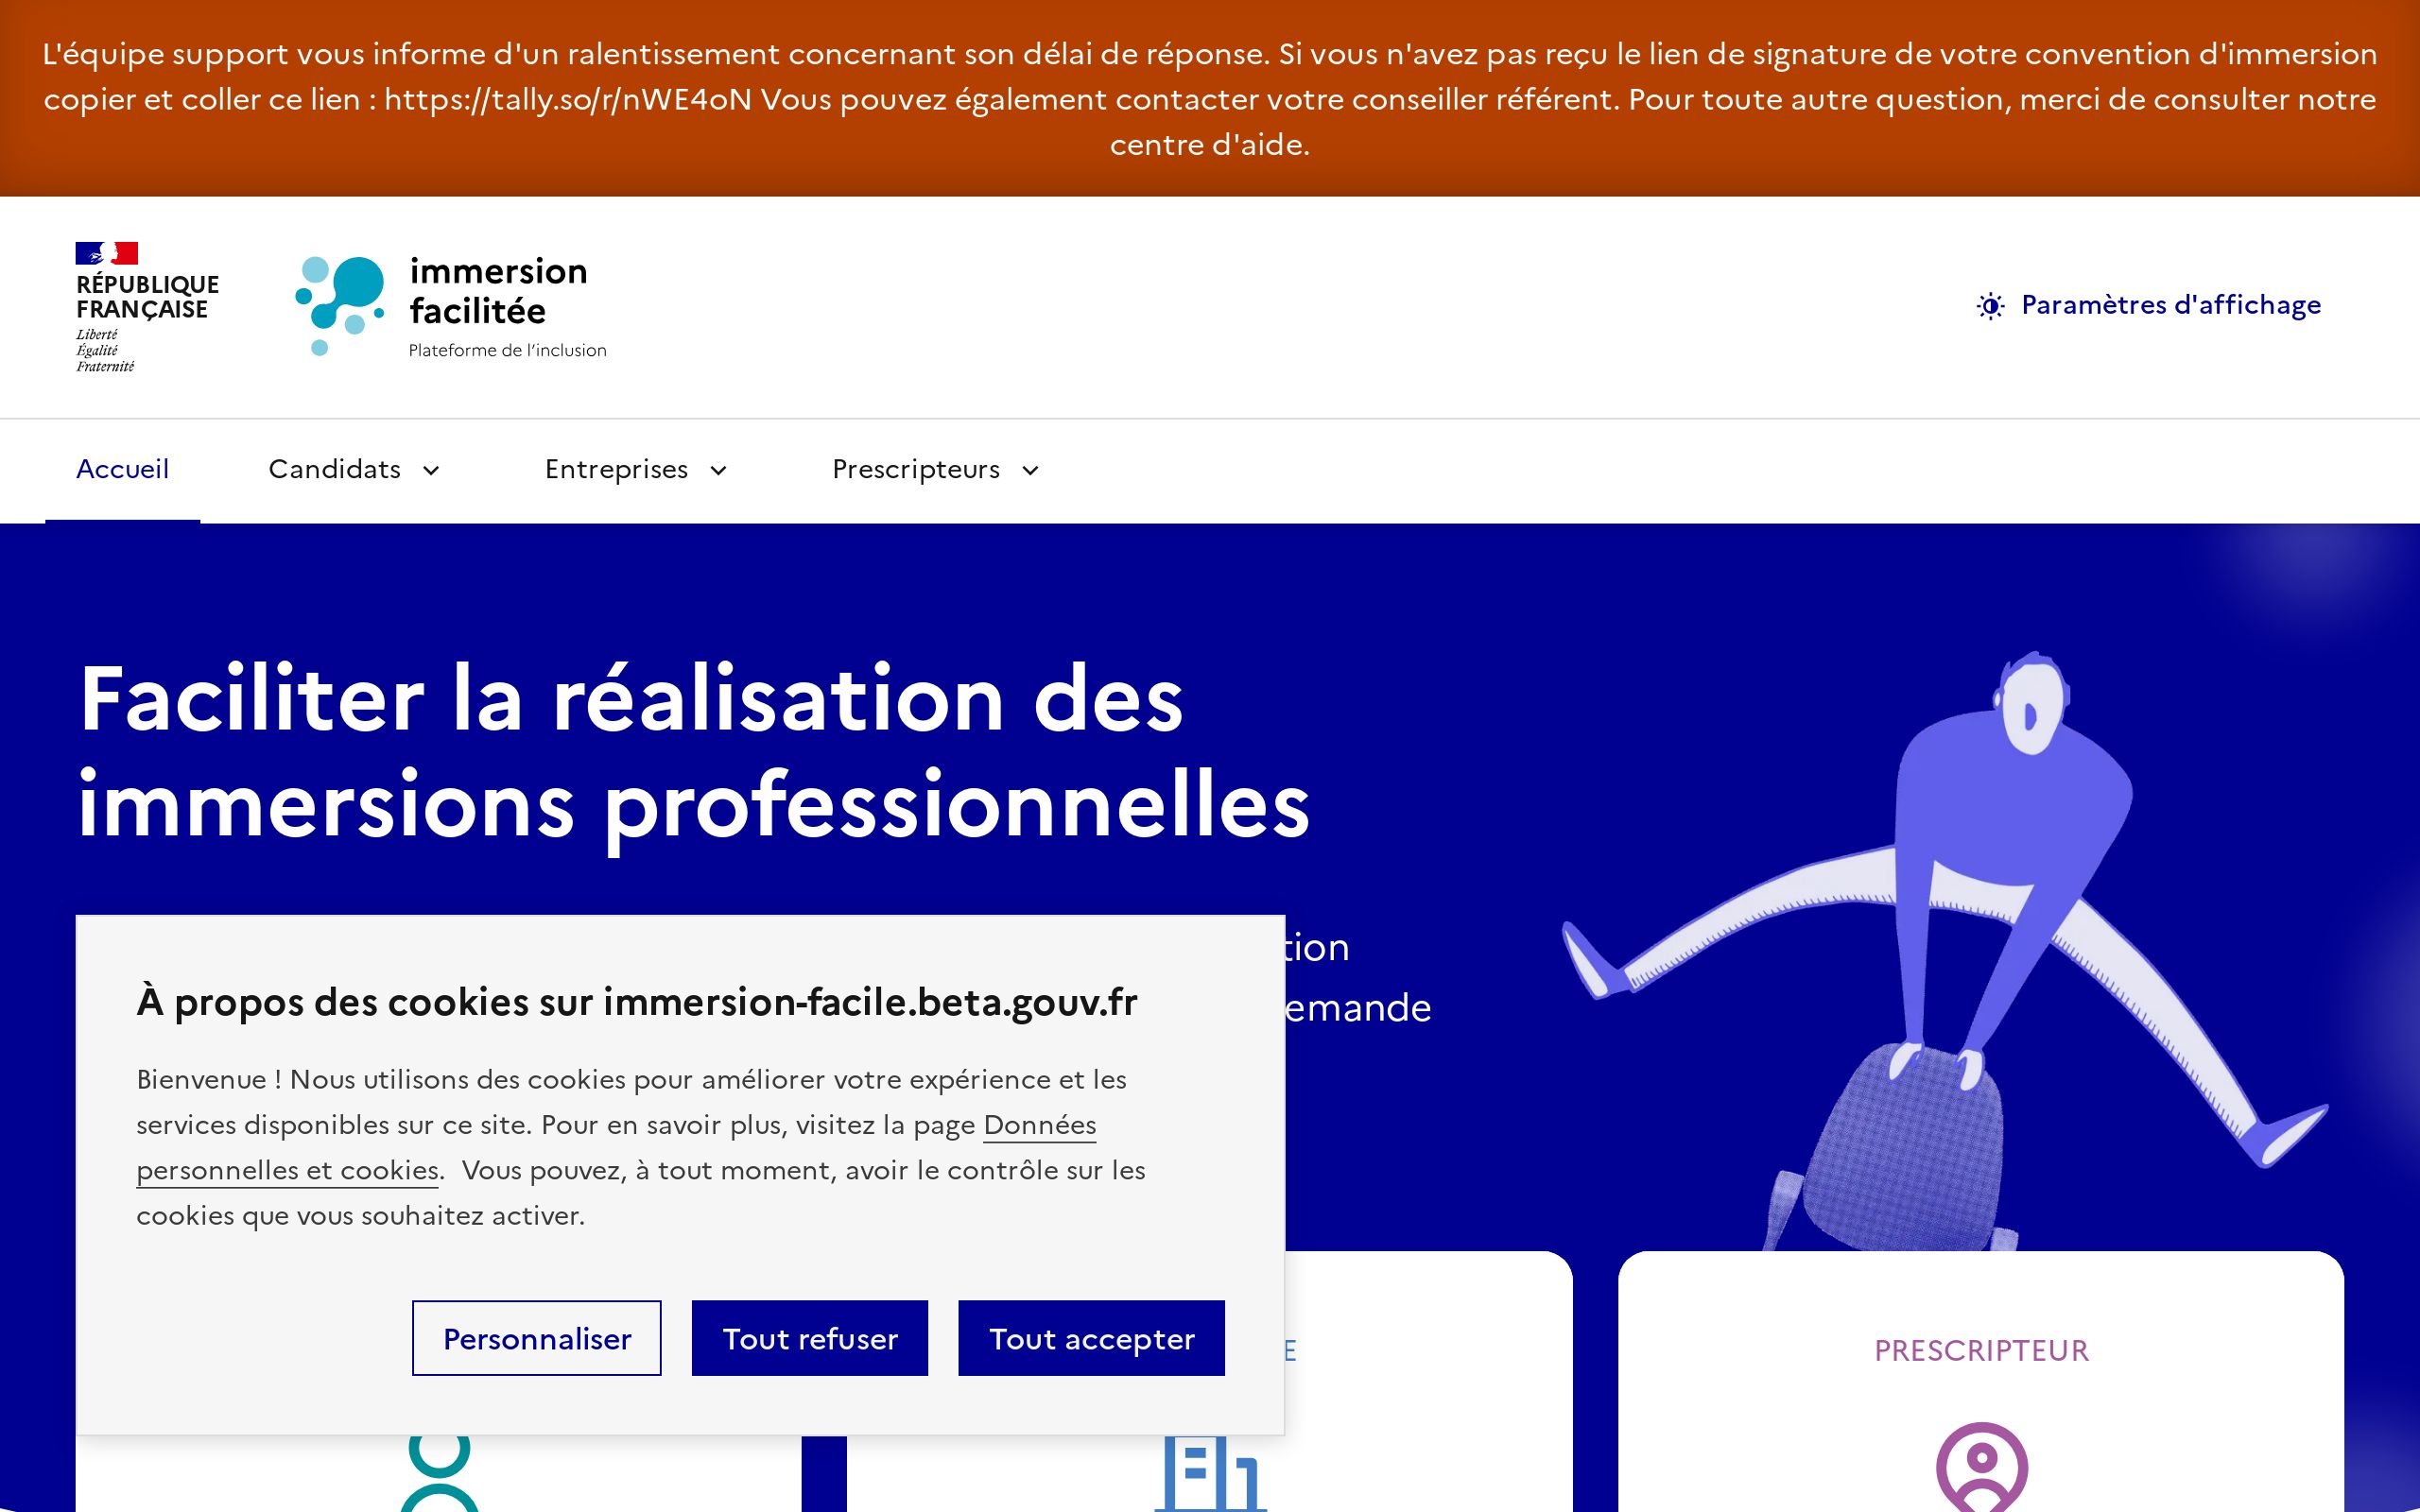 L'équipe support vous informe d'un ralentissement concernant son délai de réponse. Si vous n'avez pas reçu le lien de signature de votre convention d'immersion
copier et coller ce lien : https://tally.so/r/nWE4oN Vous pouvez également contacter votre conseiller référent. Pour toute autre question, merci de consulter notre
centre d'aide.
RÉPUBLIQUE
FRANÇAISE
Liberté
Égalité
Fraternité
immersion
facilitée
Plateforme de l'inclusion
Paramètres d'affichage
Accueil
Candidats
Entreprises
Prescripteurs
Faciliter la réalisation des
immersions professionnelles
À propos des cookies sur immersion-facile.beta.gouv.fr
Bienvenue ! Nous utilisons des cookies pour améliorer votre expérience et les
services disponibles sur ce site. Pour en savoir plus, visitez la page Données
personnelles et cookies.  Vous pouvez, à tout moment, avoir le contrôle sur les
cookies que vous souhaitez activer.
Personnaliser
Tout refuser
Tout accepter
PRESCRIPTEUR